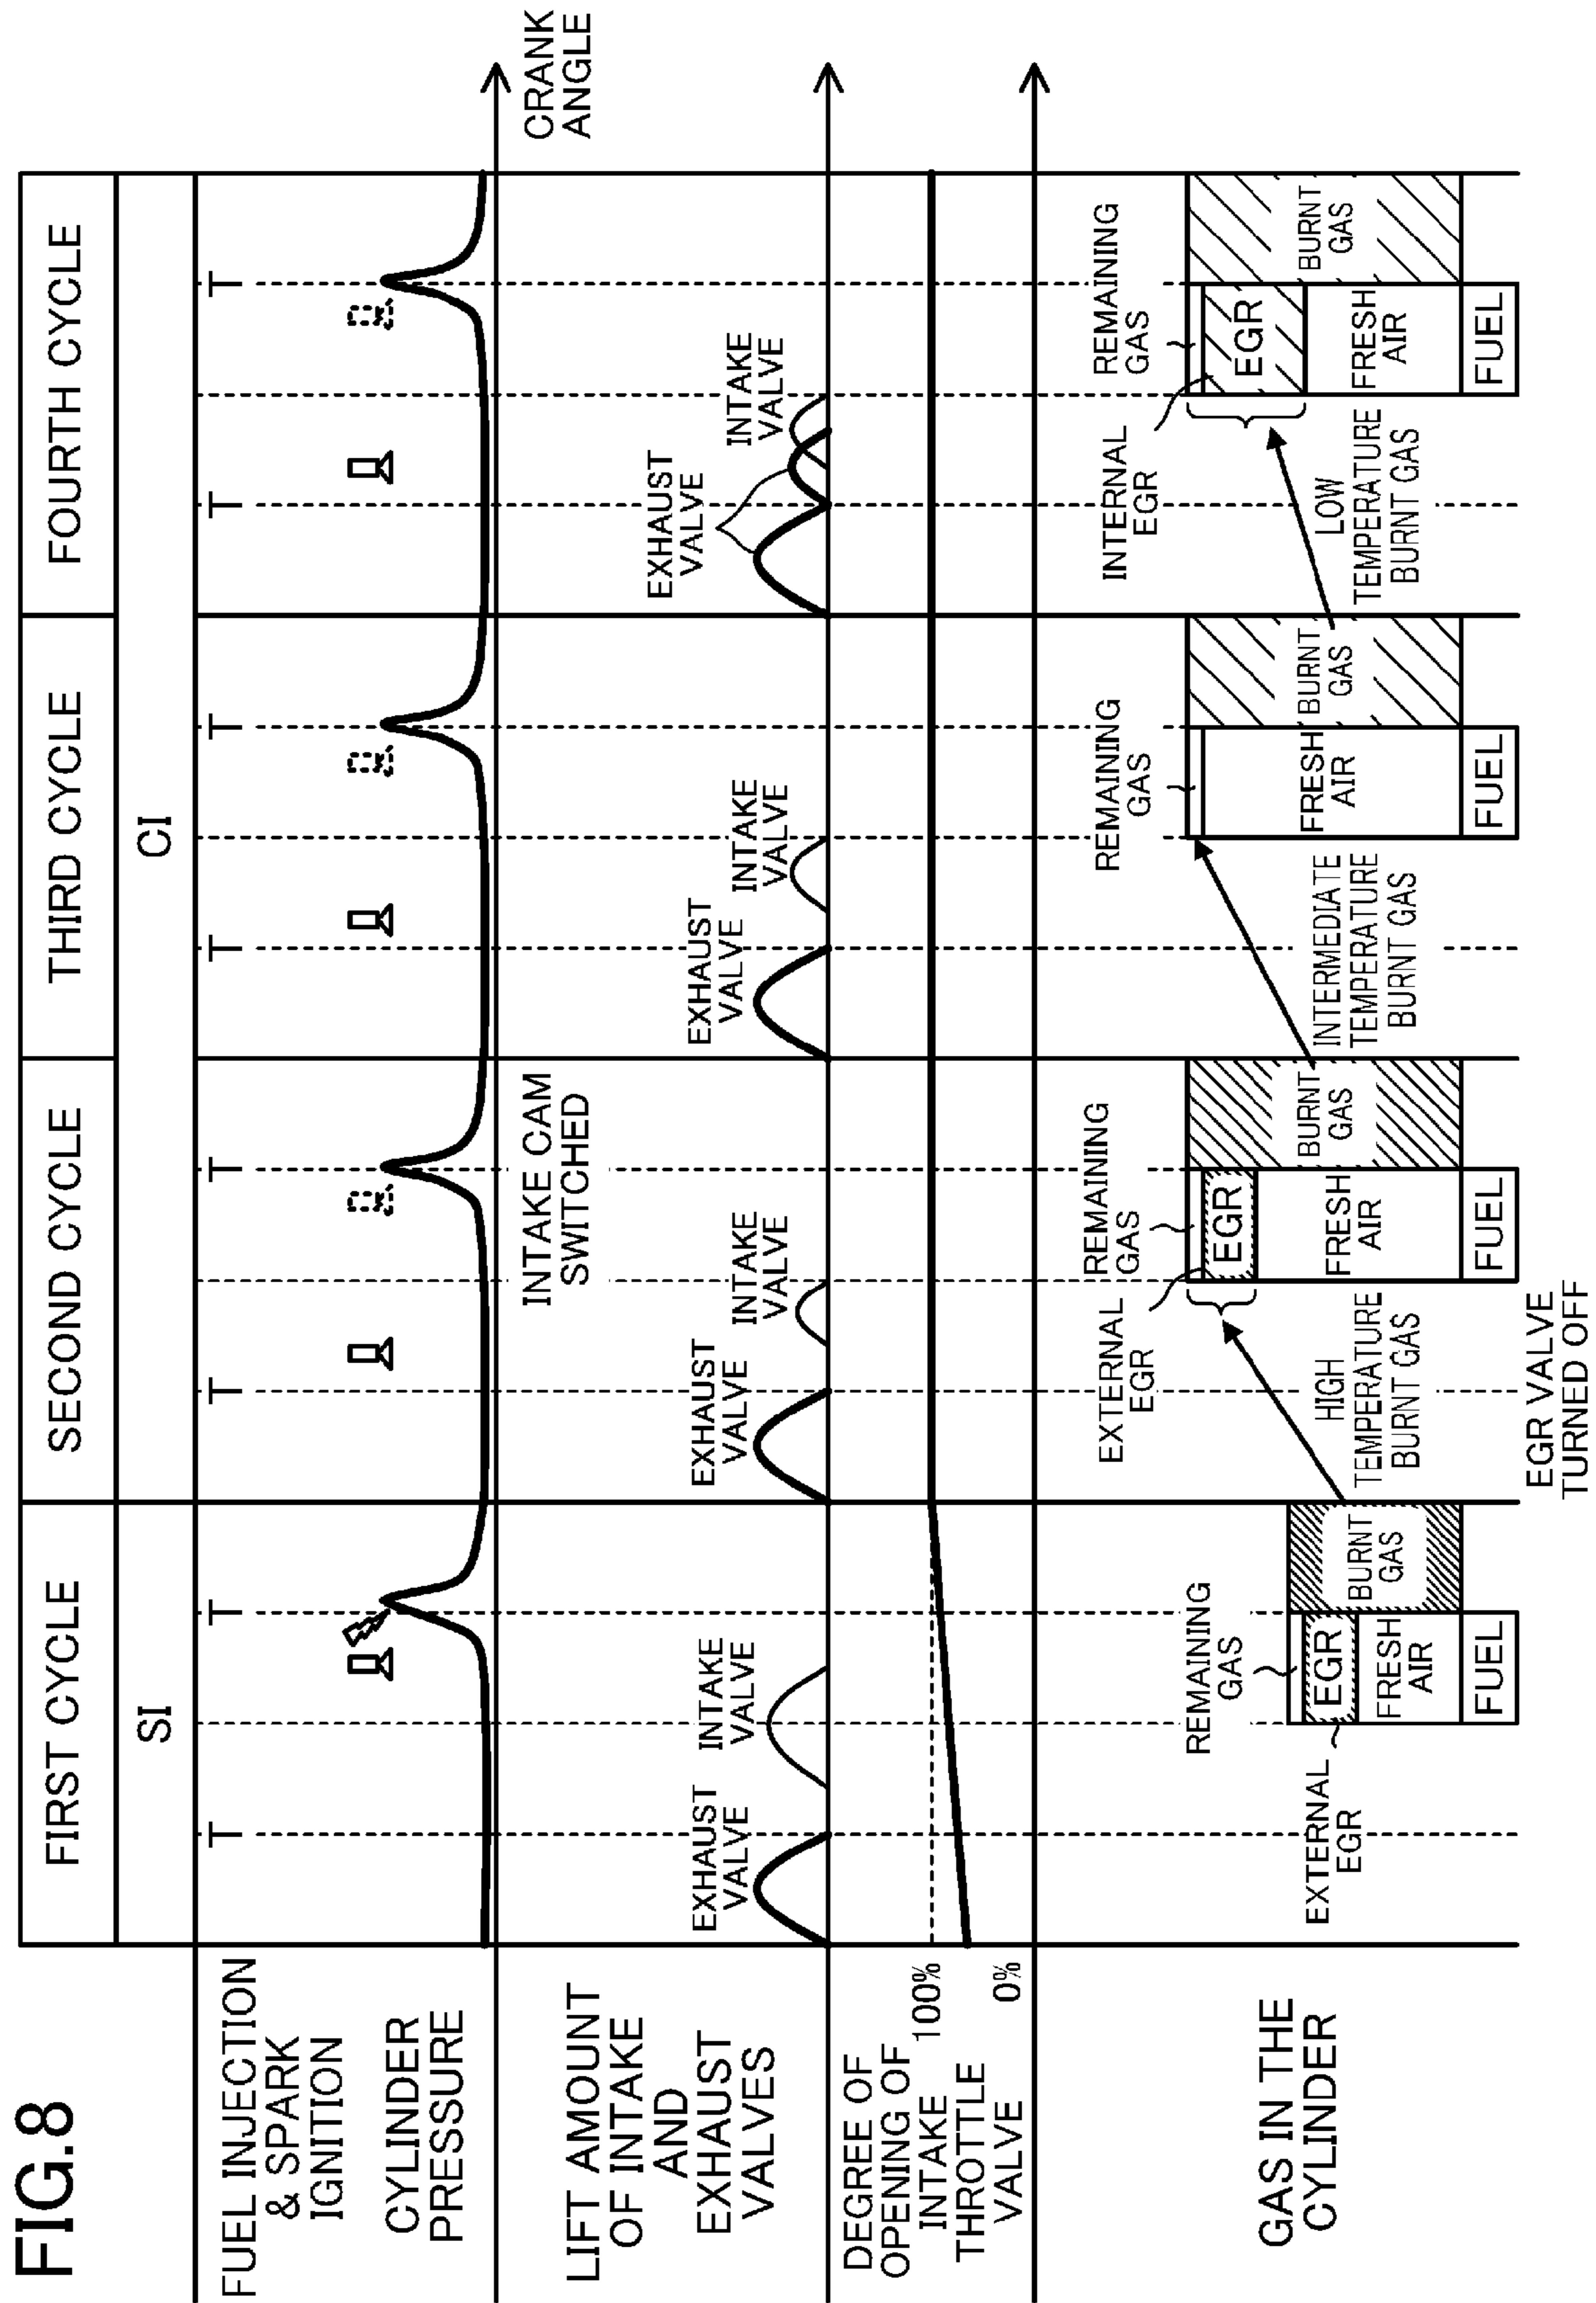 FIG.8
FIRST CYCLE
SECOND CYCLE
THIRD CYCLE
FOURTH CYCLE
SI
CI
FUEL INJECTION
& SPARK
IGNITION
CYLINDER
PRESSURE
CRANK
ANGLE
INTAKE CAM
SWITCHED
LIFT AMOUNT
OF INTAKE
AND
EXHAUST
VALVES
EXHAUST
VALVE
INTAKE
VALVE
EXHAUST
VALVE
INTAKE
VALVE
EXHAUST
VALVE
INTAKE
VALVE
EXHAUST
VALVE
INTAKE
VALVE
DEGREE OF
OPENING OF
INTAKE
THROTTLE
VALVE
100%
0%
GAS IN THE
CYLINDER
EXTERNAL
EGR
REMAINING
GAS
EGR
FRESH
AIR
FUEL
BURNT
GAS
HIGH
TEMPERATURE
BURNT GAS
EXTERNAL
EGR
REMAINING
GAS
EGR
FRESH
AIR
FUEL
BURNT
GAS
INTERMEDIATE
TEMPERATURE
BURNT GAS
REMAINING
GAS
FRESH
AIR
FUEL
BURNT
GAS
LOW
TEMPERATURE
BURNT GAS
INTERNAL
EGR
REMAINING
GAS
EGR
FRESH
AIR
FUEL
BURNT
GAS
EGR VALVE
TURNED OFF